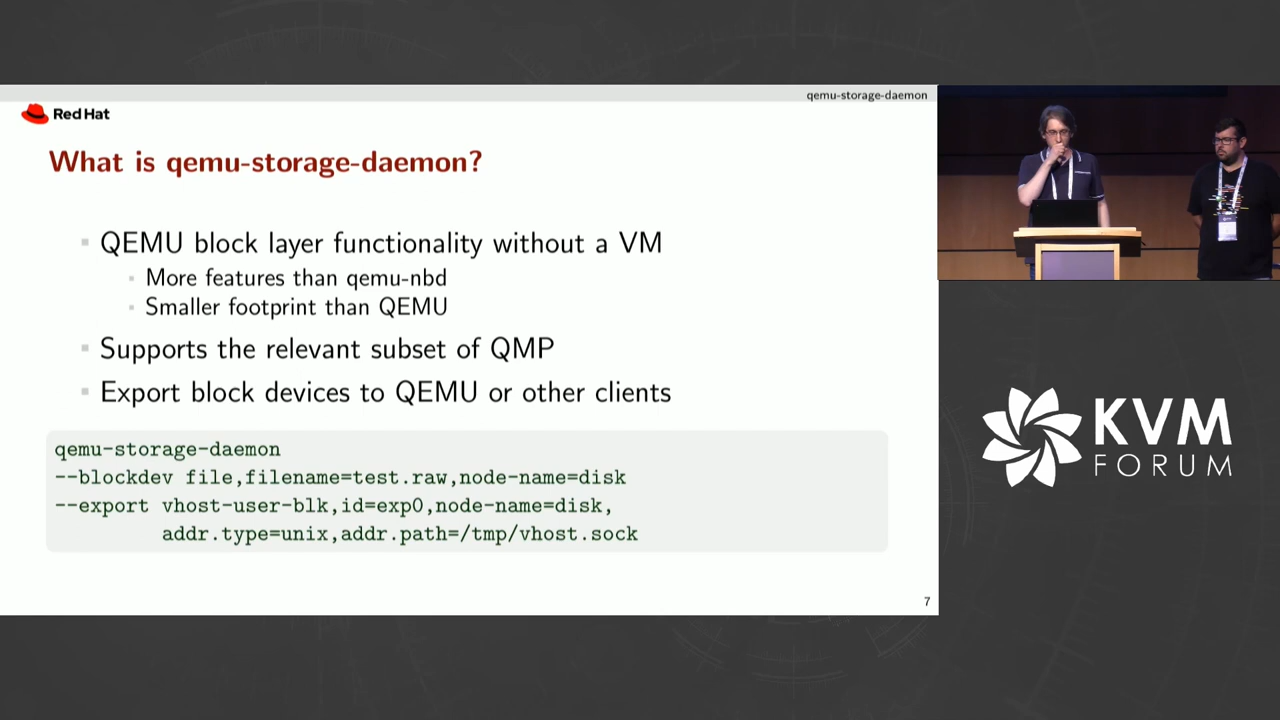 qemu-storage-daemon
Red Hat
What is qemu-storage-daemon?
QEMU block layer functionality without a VM
More features than qemu-nbd
Smaller footprint than QEMU
Supports the relevant subset of QMP
Export block devices to QEMU or other clients
qemu-storage-daemon
--blockdev file,filename=test.raw,node-name=disk
--export vhost-user-blk,id=exp0,node-name=disk,
addr.type=unix,addr.path=/tmp/vhost.sock
7
KVM
FORUM